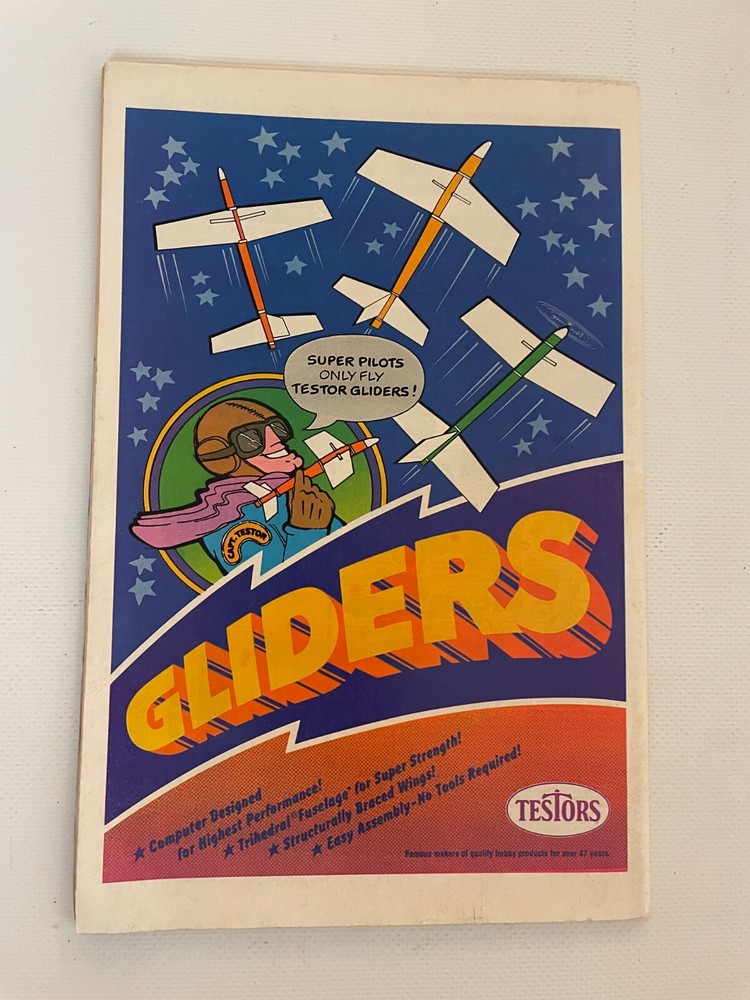 SUPER PILOTS
ONLY FLY
TESTOR GLIDERS!
CAPT. TESTOR
GLIDERS
★ Computer Designed
for Highest Performance!
★ Trihedral Fuselage for Super Strength!
★ Structurally Braced Wings!
★ Easy Assembly-No Tools Required!
TESTORS
Famous makers of quality hobby products for over 47 years.